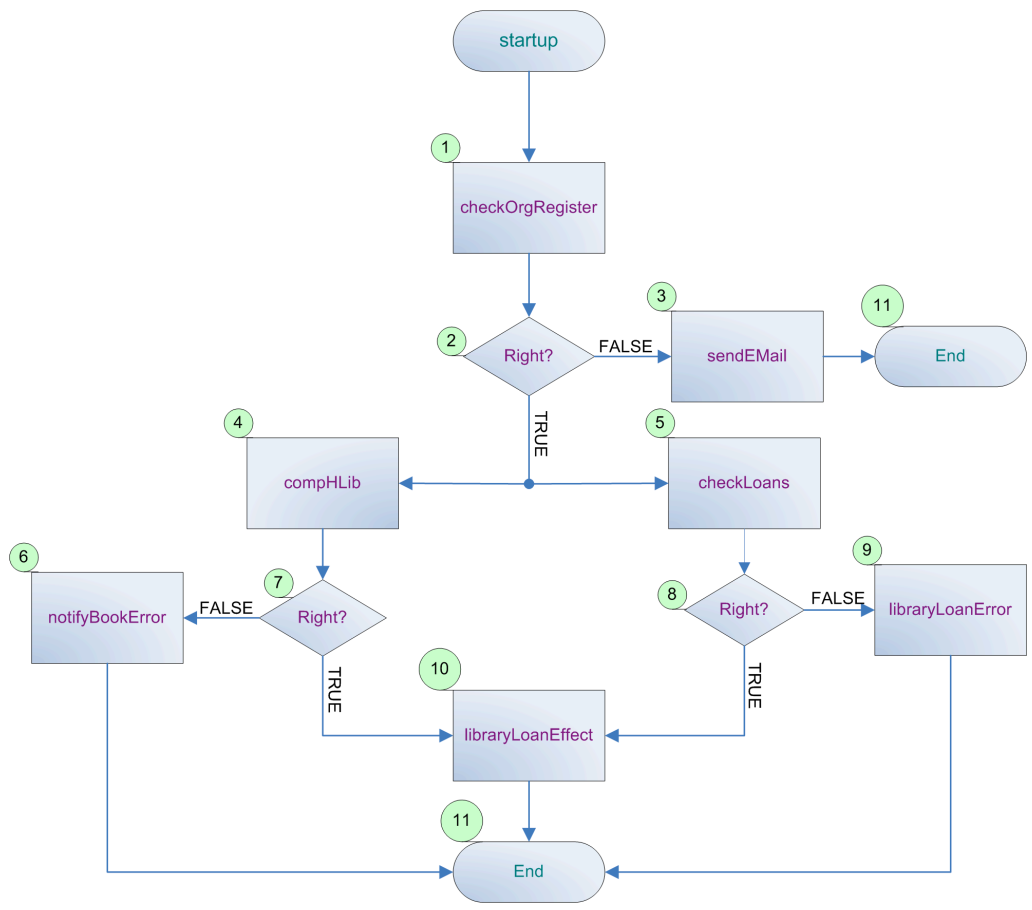 startup
1
checkOrgRegister
3
11
2
Right?
FALSE
sendEMail
End
TRUE
4
5
compHLib
checkLoans
6
7
8
9
notifyBookError
FALSE
Right?
Right?
FALSE
libraryLoanError
TRUE
TRUE
10
libraryLoanEffect
11
End